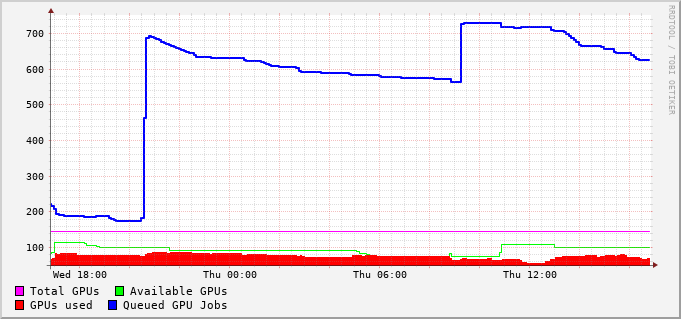 700
600
500
400
300
200
100
Wed 18:00 Thu 00:00 Thu 06:00 Thu 12:00
Total GPUs Available GPUs
GPUs used Queued GPU Jobs
RRDTOOL / TOBI OETIKER